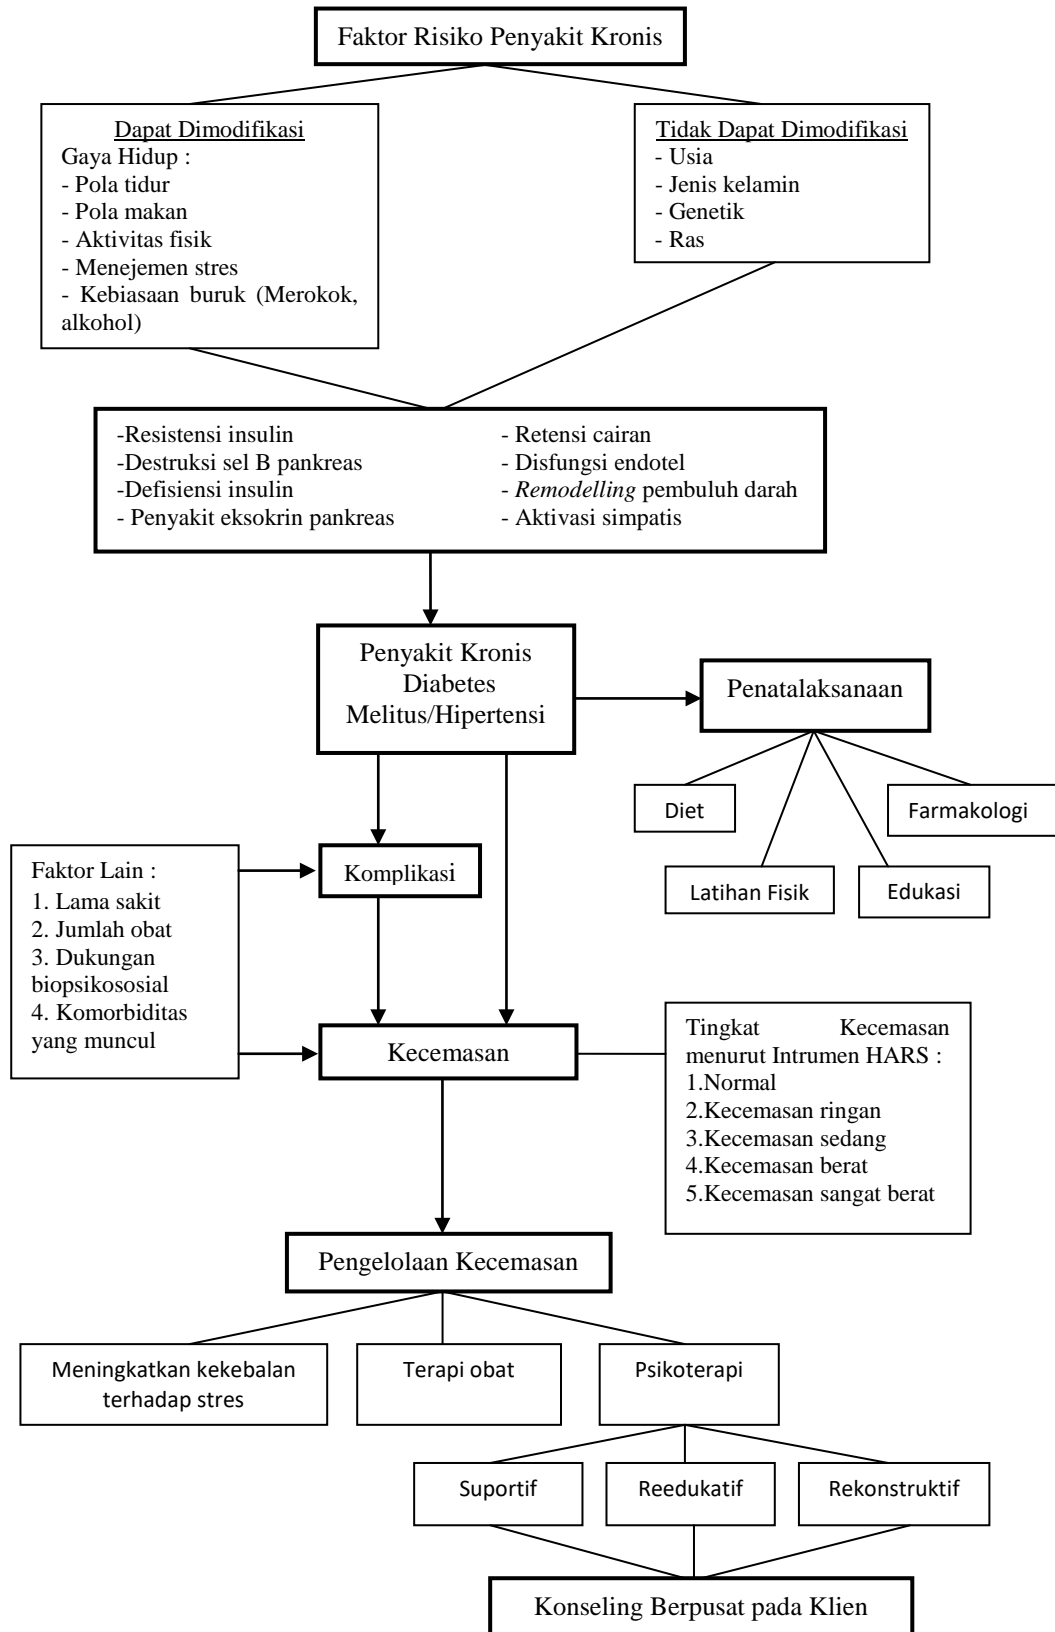 Faktor Risiko Penyakit Kronis
Dapat Dimodifikasi
Gaya Hidup :
- Pola tidur
- Pola makan
- Aktivitas fisik
- Menejemen stres
- Kebiasaan buruk (Merokok,
alkohol)
Tidak Dapat Dimodifikasi
- Usia
- Jenis kelamin
- Genetik
- Ras
-Resistensi insulin
-Destruksi sel B pankreas
-Defisiensi insulin
- Penyakit eksokrin pankreas
- Retensi cairan
- Disfungsi endotel
- Remodelling pembuluh darah
- Aktivasi simpatis
Penyakit Kronis
Diabetes
Melitus/Hipertensi
Penatalaksanaan
Diet
Farmakologi
Latihan Fisik
Edukasi
Faktor Lain :
1. Lama sakit
2. Jumlah obat
3. Dukungan
biopsikososial
4. Komorbiditas
yang muncul
Komplikasi
Kecemasan
Tingkat Kecemasan
menurut Intrumen HARS :
1.Normal
2.Kecemasan ringan
3.Kecemasan sedang
4.Kecemasan berat
5.Kecemasan sangat berat
Pengelolaan Kecemasan
Meningkatkan kekebalan
terhadap stres
Terapi obat
Psikoterapi
Suportif
Reedukatif
Rekonstruktif
Konseling Berpusat pada Klien